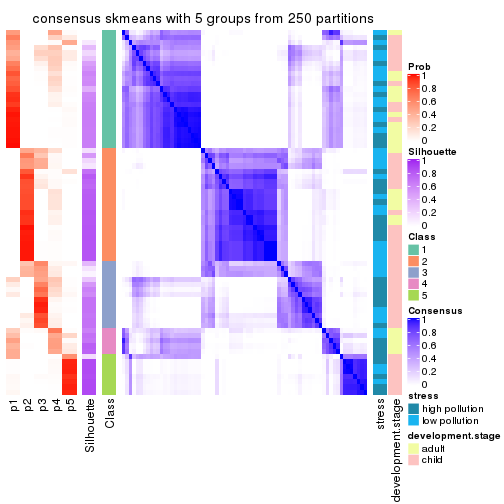 consensus skmeans with 5 groups from 250 partitions
Prob
1
0.8
0.6
0.4
0.2
0
Silhouette
1
0.8
0.6
0.4
0.2
0
Class
1
2
3
4
5
Consensus
1
0.8
0.6
0.4
0.2
0
stress
high pollution
low pollution
development.stage
adult
child
p1
p2
p3
p4
p5
Silhouette
Class
stress
development.stage